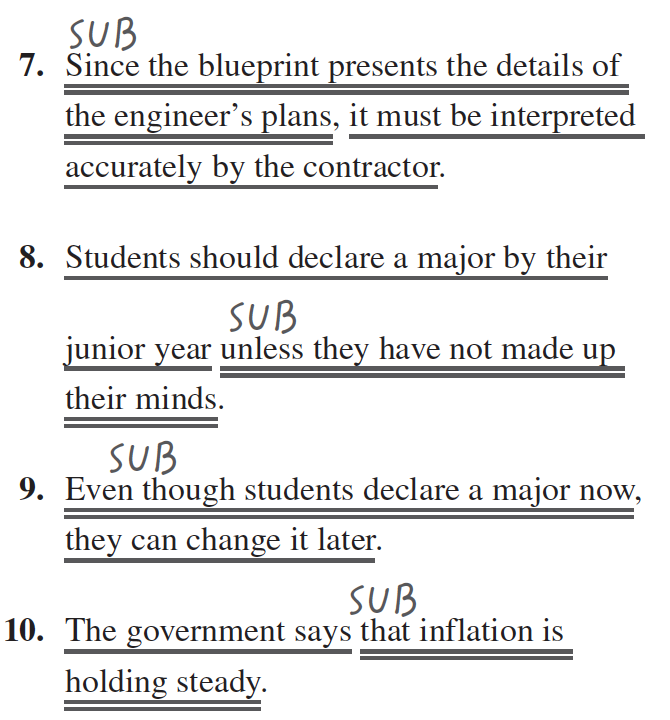 SUB
7. Since the blueprint presents the details of
the engineer's plans, it must be interpreted
accurately by the contractor.
8. Students should declare a major by their
SUB
junior year unless they have not made up
their minds.
SUB
9. Even though students declare a major now,
they can change it later.
SUB
10. The government says that inflation is
holding steady.